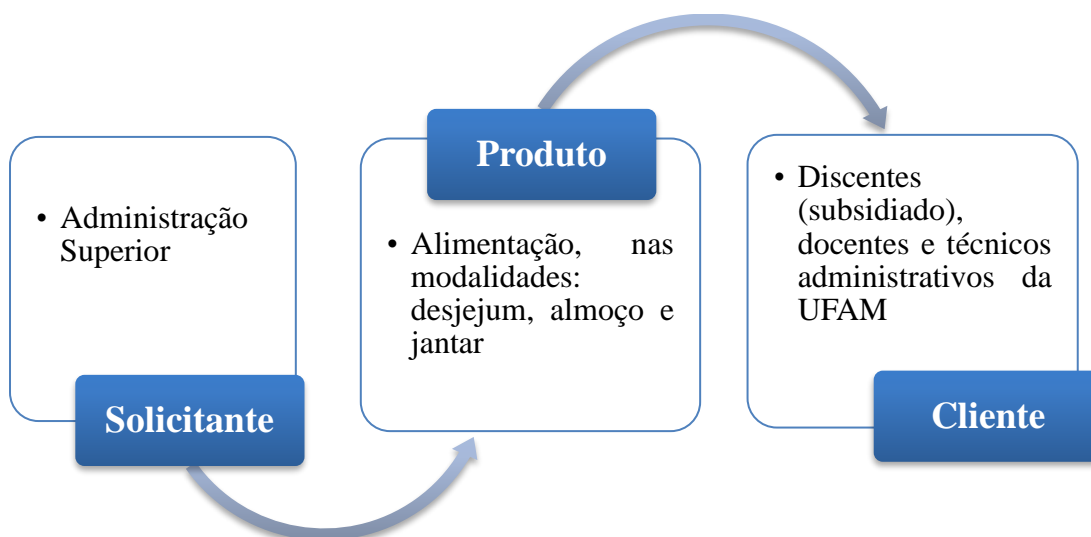 • Administração
Superior
Solicitante
Produto
• Alimentação, nas
modalidades:
desjejum, almoço e
jantar
• Discentes
(subsidiado),
docentes e técnicos
administrativos da
UFAM
Cliente